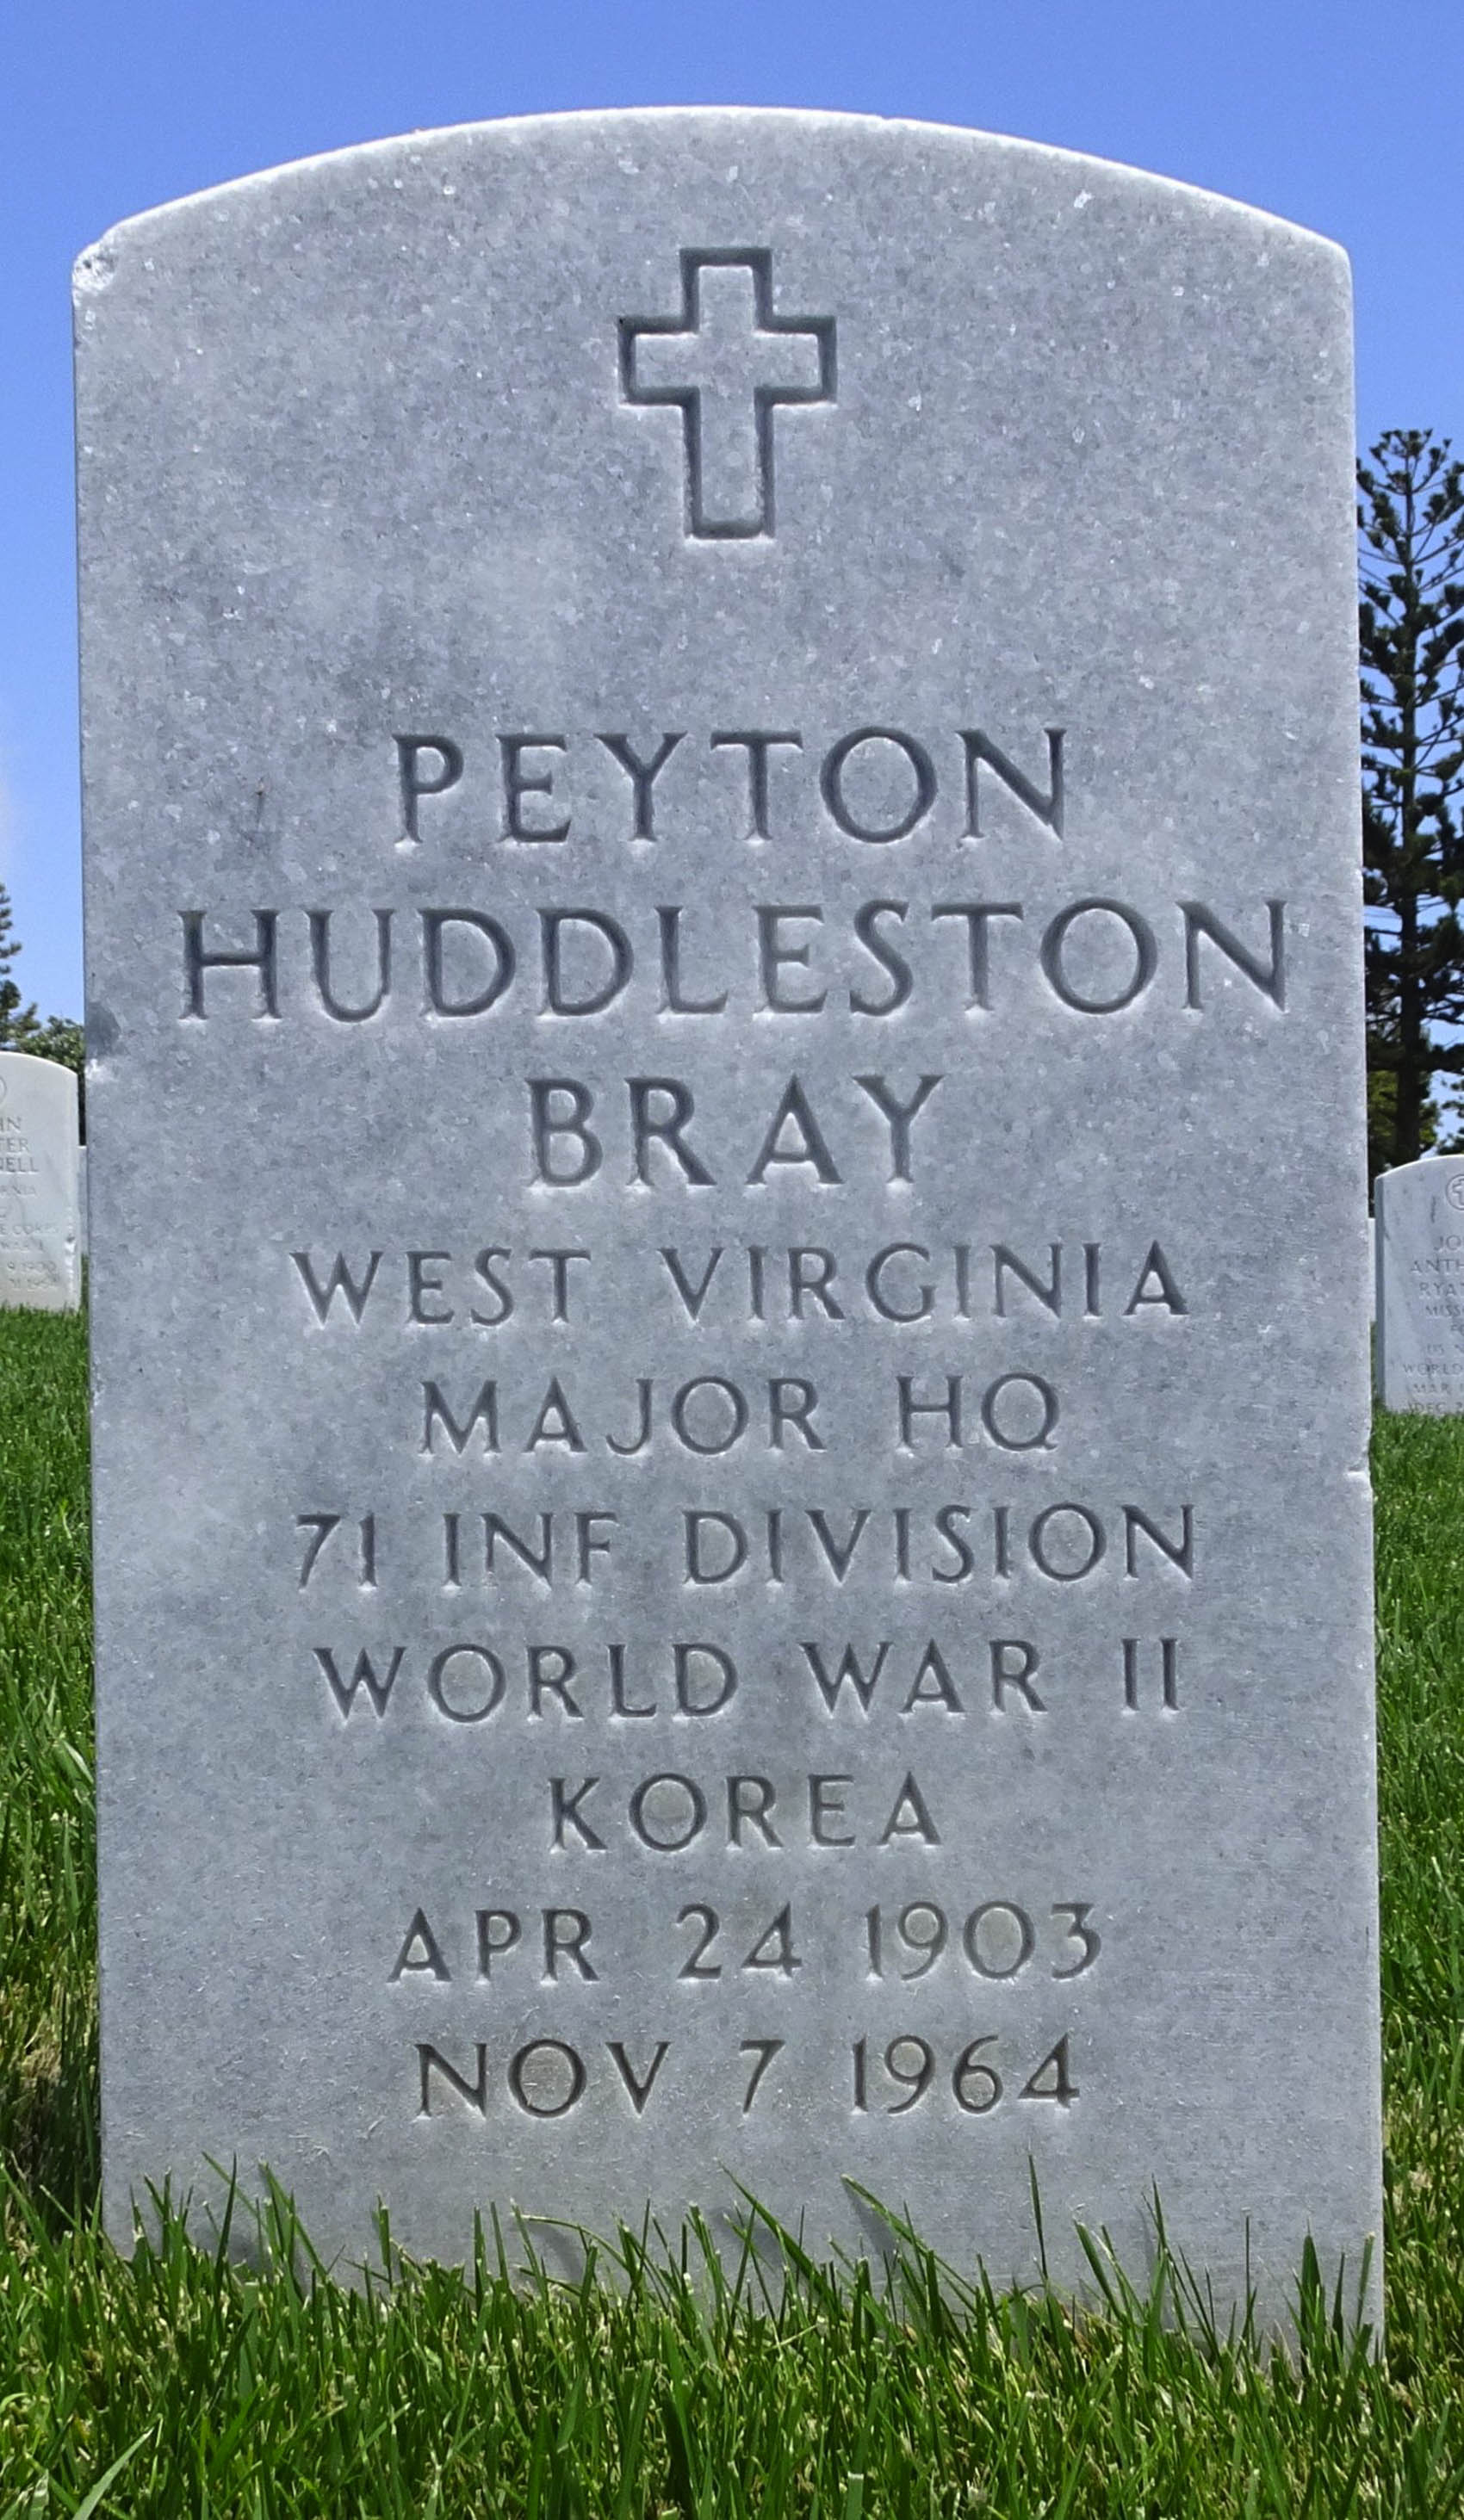 PEYTON
HUDDLESTON
BRAY
WEST VIRGINIA
MAJOR HQ
71 INF DIVISION
WORLD WAR II
KOREA
APR 24 1903
NOV 7 1964